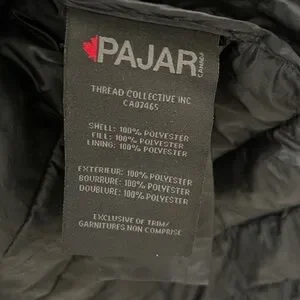 PAJAR
CANADA
THREAD COLLECTIVE INC
CA07465
SHELL: 100% POLYESTER
FILL: 100% POLYESTER
LINING: 100% POLYESTER
EXTÉRIEUR: 100% POLYESTER
BOURRURE: 100% POLYESTER
DOUBLURE: 100% POLYESTER
EXCLUSIVE OF TRIM/
GARNITURES NON COMPRISE